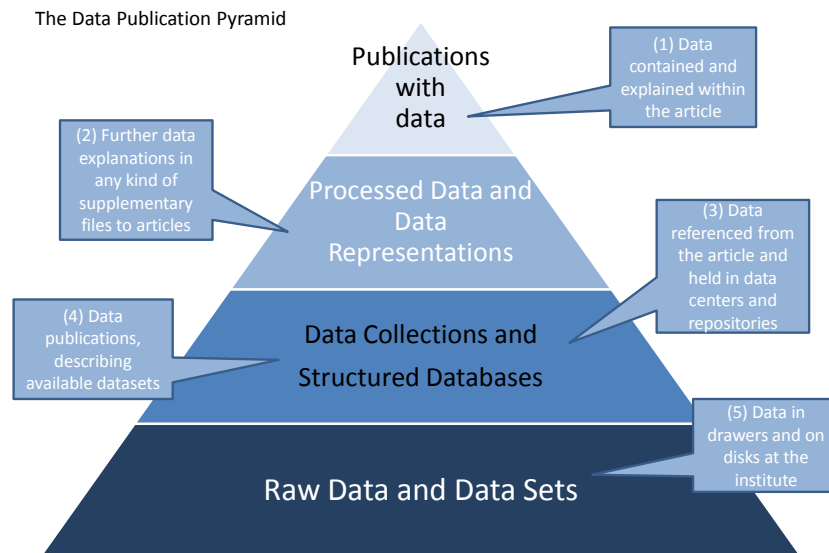 The Data Publication Pyramid
Publications
with
data
(1) Data
contained and
explained within
the article
(2) Further data
explanations in
any kind of
supplementary
files to articles
Processed Data and
Data
Representations
(3) Data
referenced from
the article and
held in data
centers and
repositories
(4) Data
publications,
describing
available datasets
Data Collections and
Structured Databases
(5) Data in
drawers and on
disks at the
institute
Raw Data and Data Sets